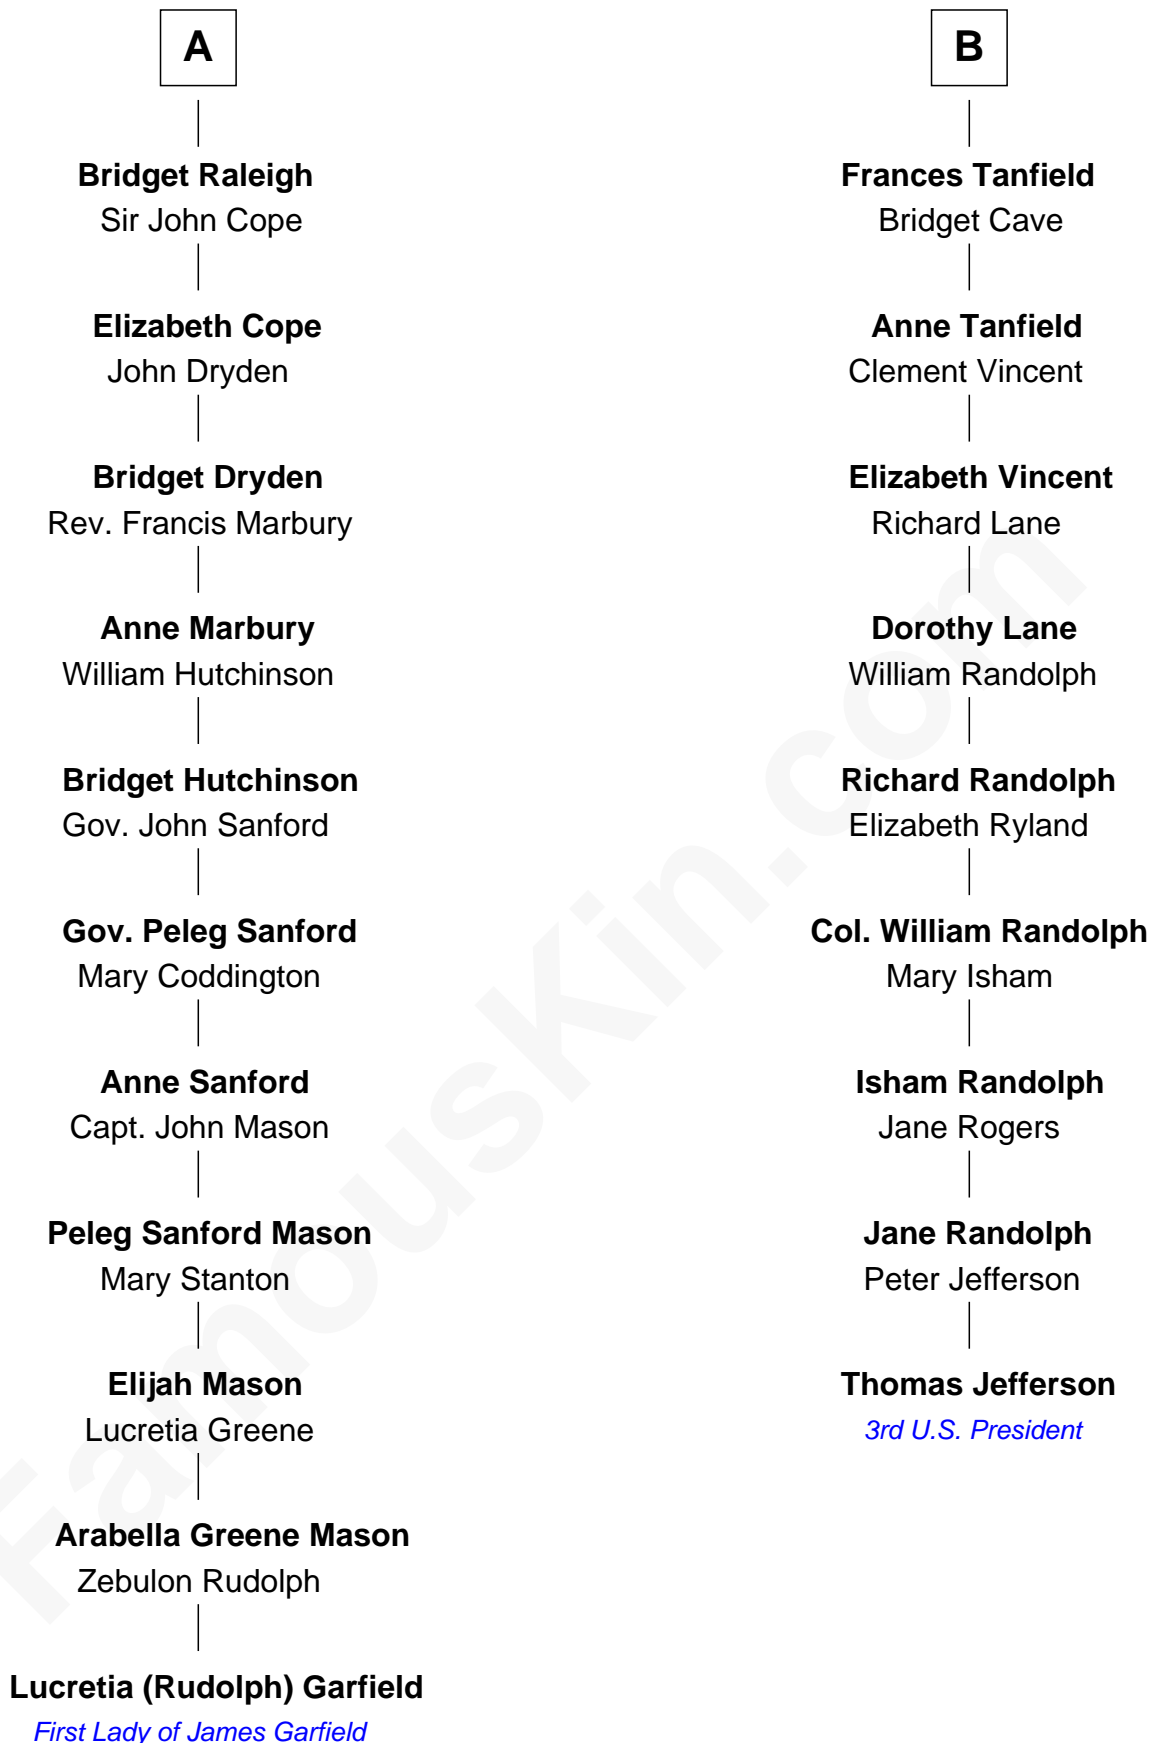 A
Bridget Raleigh
Sir John Cope
Elizabeth Cope
John Dryden
Bridget Dryden
Rev. Francis Marbury
Anne Marbury
William Hutchinson
Bridget Hutchinson
Gov. John Sanford
Gov. Peleg Sanford
Mary Coddington
Anne Sanford
Capt. John Mason
Peleg Sanford Mason
Mary Stanton
Elijah Mason
Lucretia Greene
Arabella Greene Mason
Zebulon Rudolph
Lucretia (Rudolph) Garfield
First Lady of James Garfield
B
Frances Tanfield
Bridget Cave
Anne Tanfield
Clement Vincent
Elizabeth Vincent
Richard Lane
Dorothy Lane
William Randolph
Richard Randolph
Elizabeth Ryland
Col. William Randolph
Mary Isham
Isham Randolph
Jane Rogers
Jane Randolph
Peter Jefferson
Thomas Jefferson
3rd U.S. President
FamousKin.com